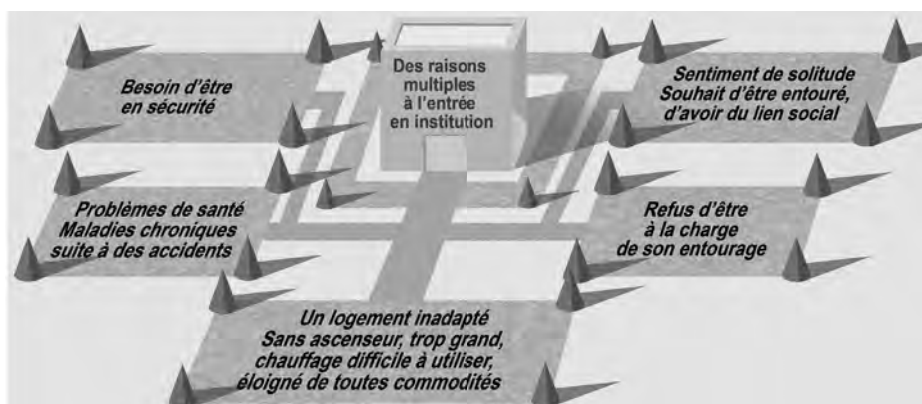 Des raisons
multiples
à l'entrée
en institution
Besoin d'être
en sécurité
Sentiment de solitude
Souhait d'être entouré,
d'avoir du lien social
Problèmes de santé
Maladies chroniques
suite à des accidents
Refus d'être
à la charge
de son entourage
Un logement inadapté
Sans ascenseur, trop grand,
chauffage difficile à utiliser,
éloigné de toutes commodités